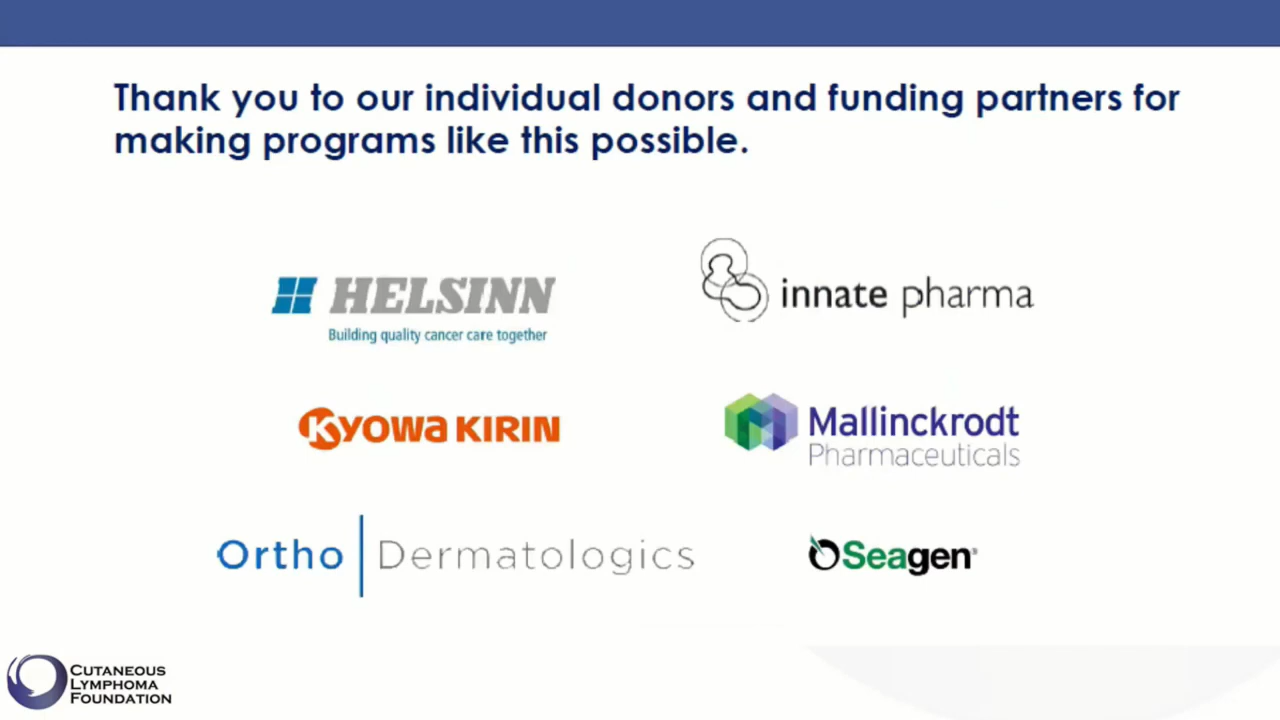 Thank you to our individual donors and funding partners for
making programs like this possible.
HELSINN
Building quality cancer care together
innate pharma
KYOWA KIRIN
Mallinckrodt
Pharmaceuticals
Ortho Dermatologics
Seagen®
CUTANEOUS
LYMPHOMA
FOUNDATION